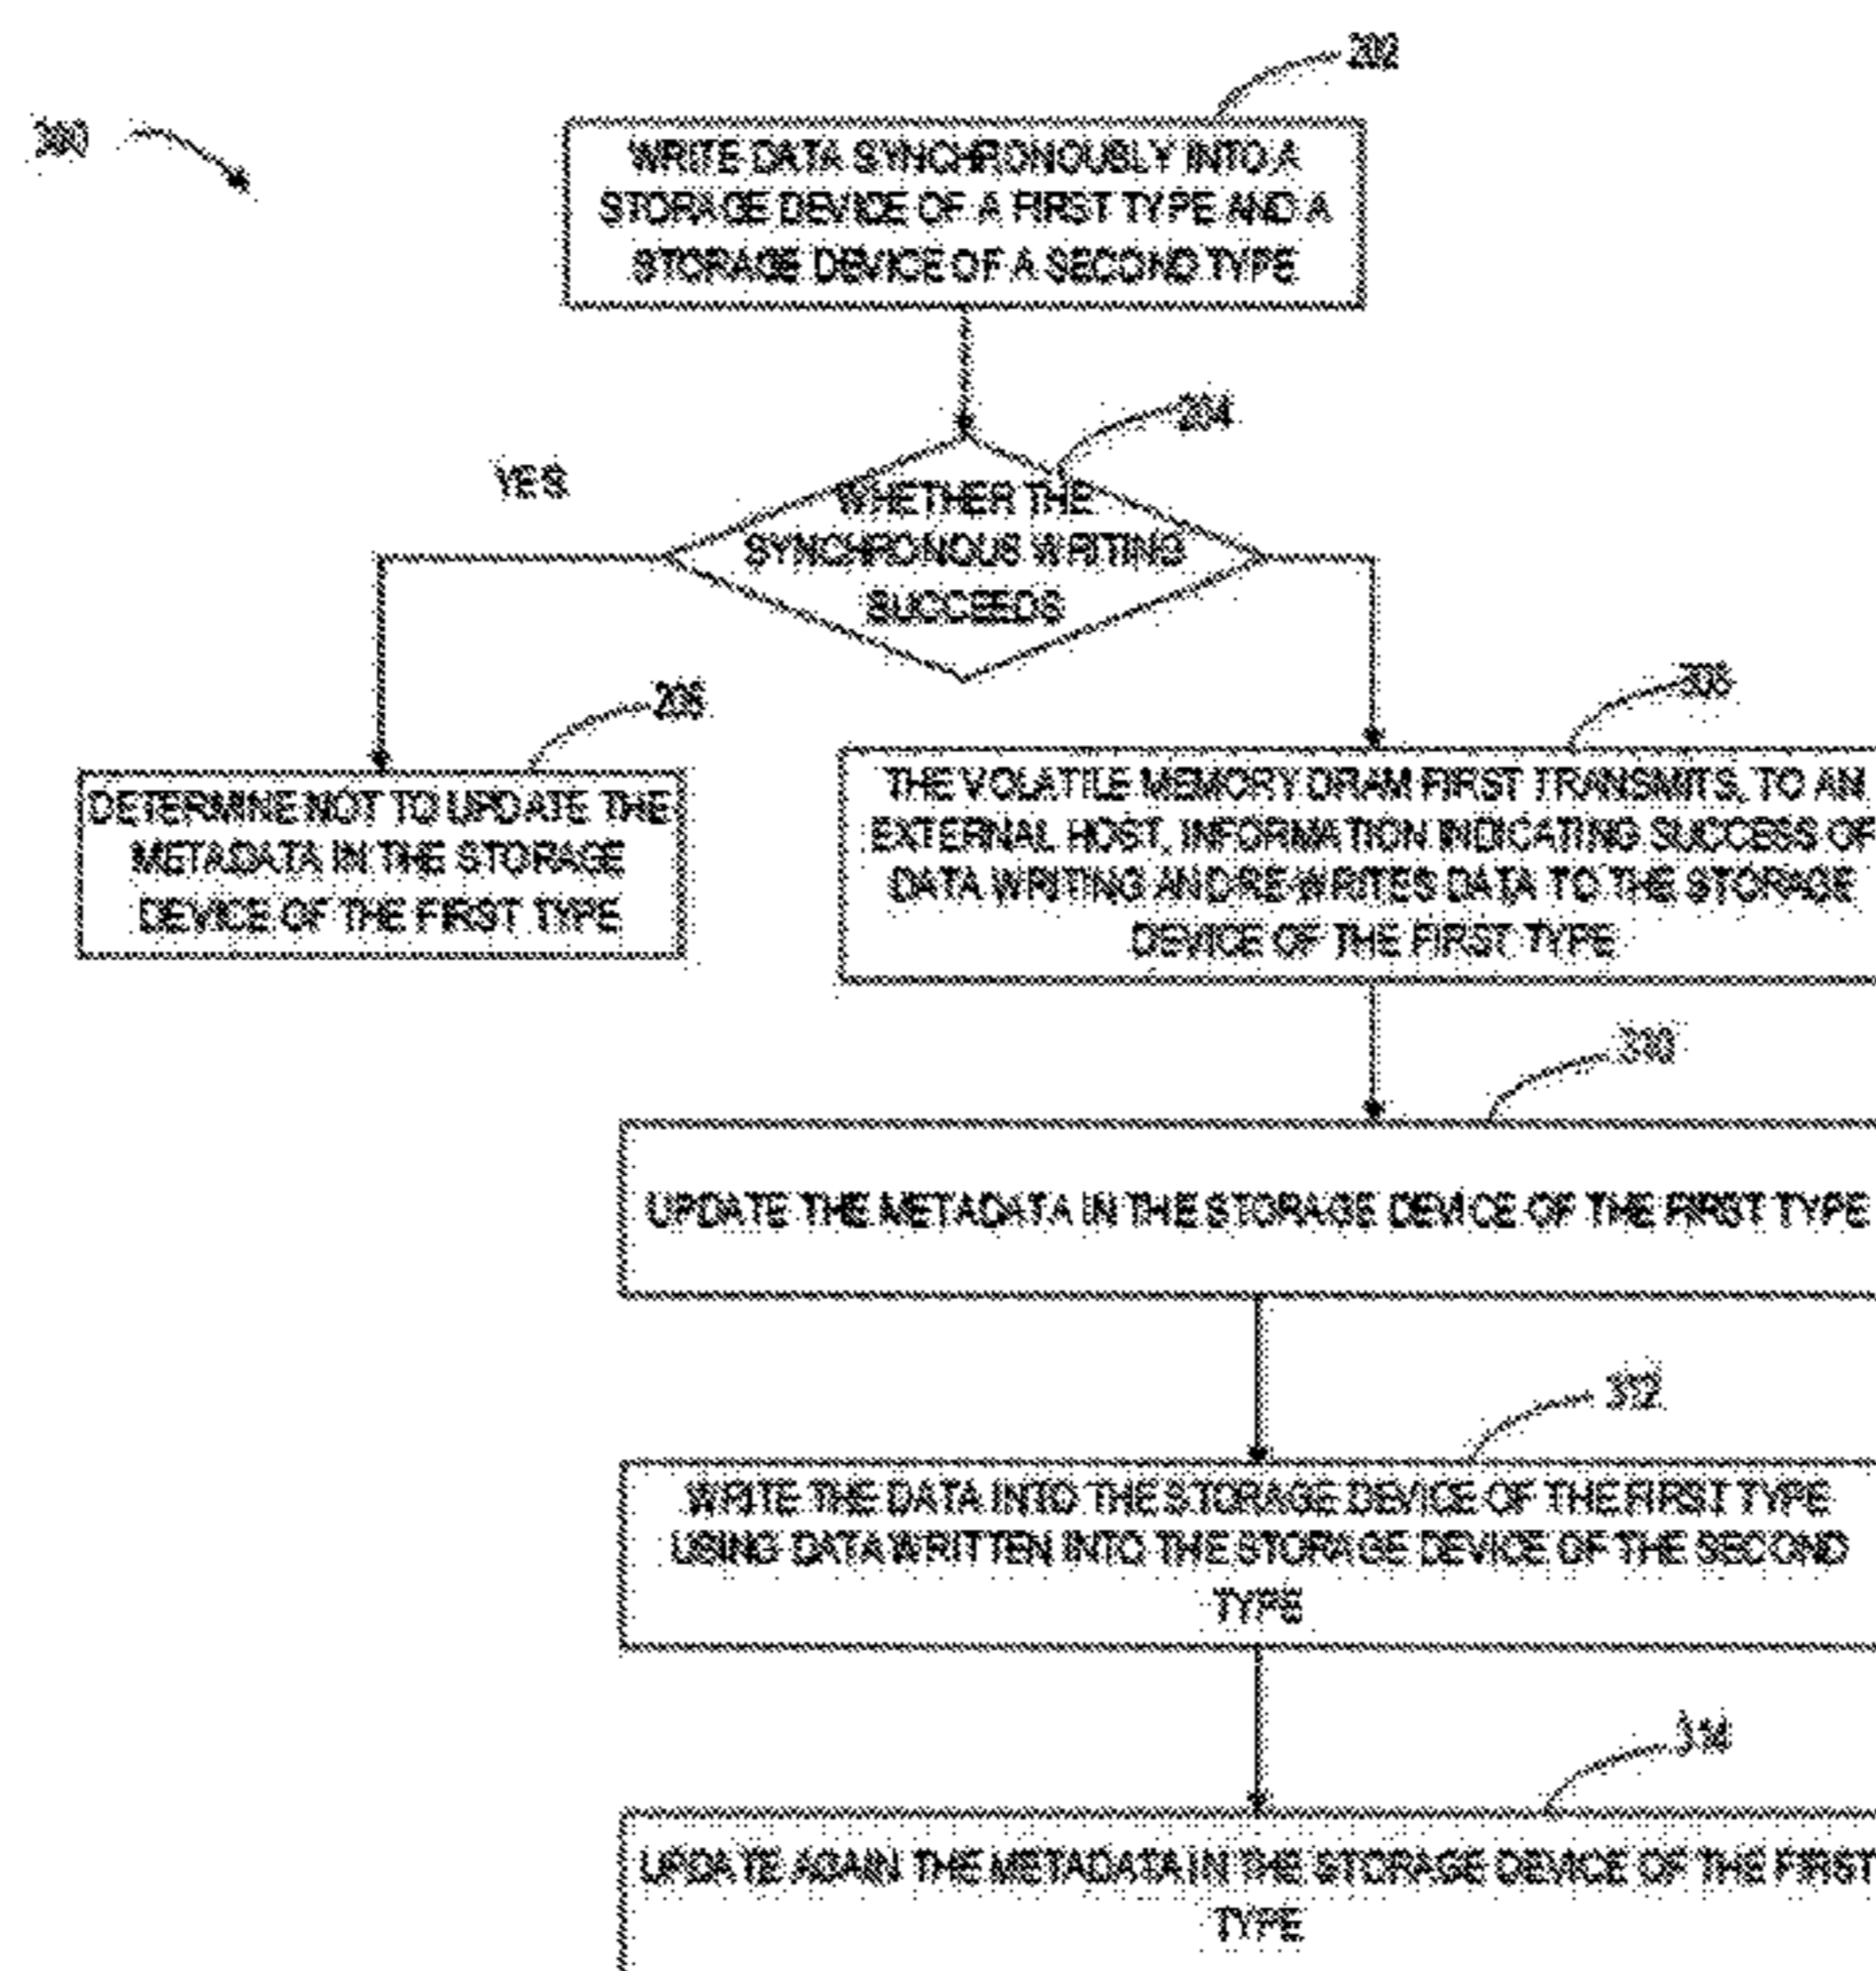 202
300
WRITE DATA SYNCHRONOUSLY INTO A
STORAGE DEVICE OF A FIRST TYPE AND A
STORAGE DEVICE OF A SECOND TYPE
204
YES
WHETHER THE
SYNCHRONOUS WRITING
SUCCEEDS
206
308
DETERMINE NOT TO UPDATE THE
METADATA IN THE STORAGE
DEVICE OF THE FIRST TYPE
THE VOLATILE MEMORY DRAM FIRST TRANSMITS, TO AN
EXTERNAL HOST, INFORMATION INDICATING SUCCESS OF
DATA WRITING AND RE-WRITES DATA TO THE STORAGE
DEVICE OF THE FIRST TYPE
310
UPDATE THE METADATA IN THE STORAGE DEVICE OF THE FIRST TYPE
312
WRITE THE DATA INTO THE STORAGE DEVICE OF THE FIRST TYPE
USING DATA WRITTEN INTO THE STORAGE DEVICE OF THE SECOND
TYPE
314
UPDATE AGAIN THE METADATA IN THE STORAGE DEVICE OF THE FIRST
TYPE